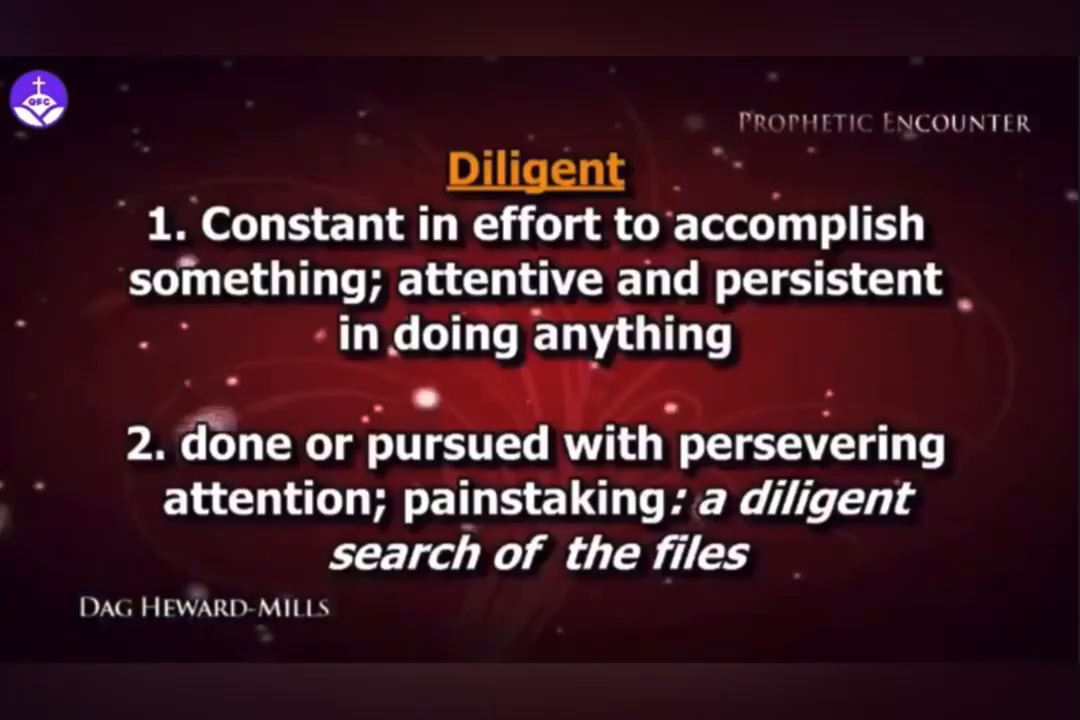 QFC
PROPHETIC ENCOUNTER
Diligent
1. Constant in effort to accomplish
something; attentive and persistent
in doing anything
2. done or pursued with persevering
attention; painstaking: a diligent
search of the files
DAG HEWARD-MILLS